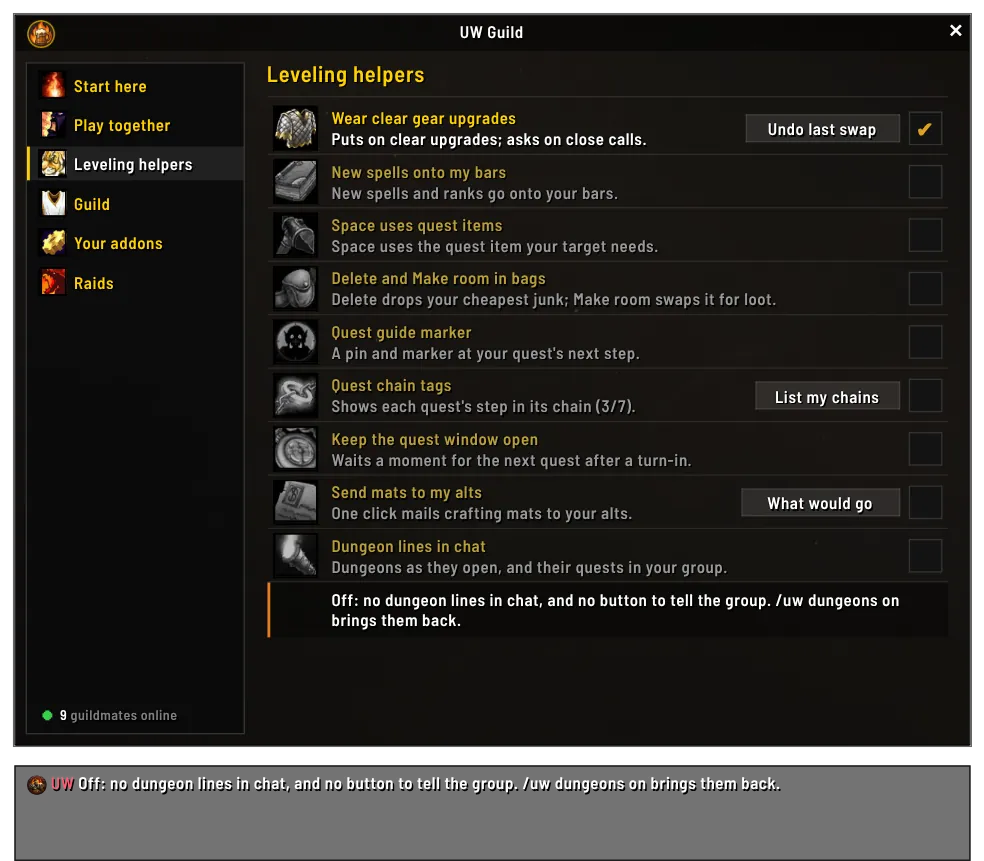 UW Guild
Start here
Play together
Leveling helpers
Guild
Your addons
Raids
9 guildmates online
Leveling helpers
Wear clear gear upgrades
Puts on clear upgrades; asks on close calls.
Undo last swap
New spells onto my bars
New spells and ranks go onto your bars.
Space uses quest items
Space uses the quest item your target needs.
Delete and Make room in bags
Delete drops your cheapest junk; Make room swaps it for loot.
Quest guide marker
A pin and marker at your quest's next step.
Quest chain tags
Shows each quest's step in its chain (3/7).
List my chains
Keep the quest window open
Waits a moment for the next quest after a turn-in.
Send mats to my alts
One click mails crafting mats to your alts.
What would go
Dungeon lines in chat
Dungeons as they open, and their quests in your group.
Off: no dungeon lines in chat, and no button to tell the group. /uw dungeons on
brings them back.
UW Off: no dungeon lines in chat, and no button to tell the group. /uw dungeons on brings them back.